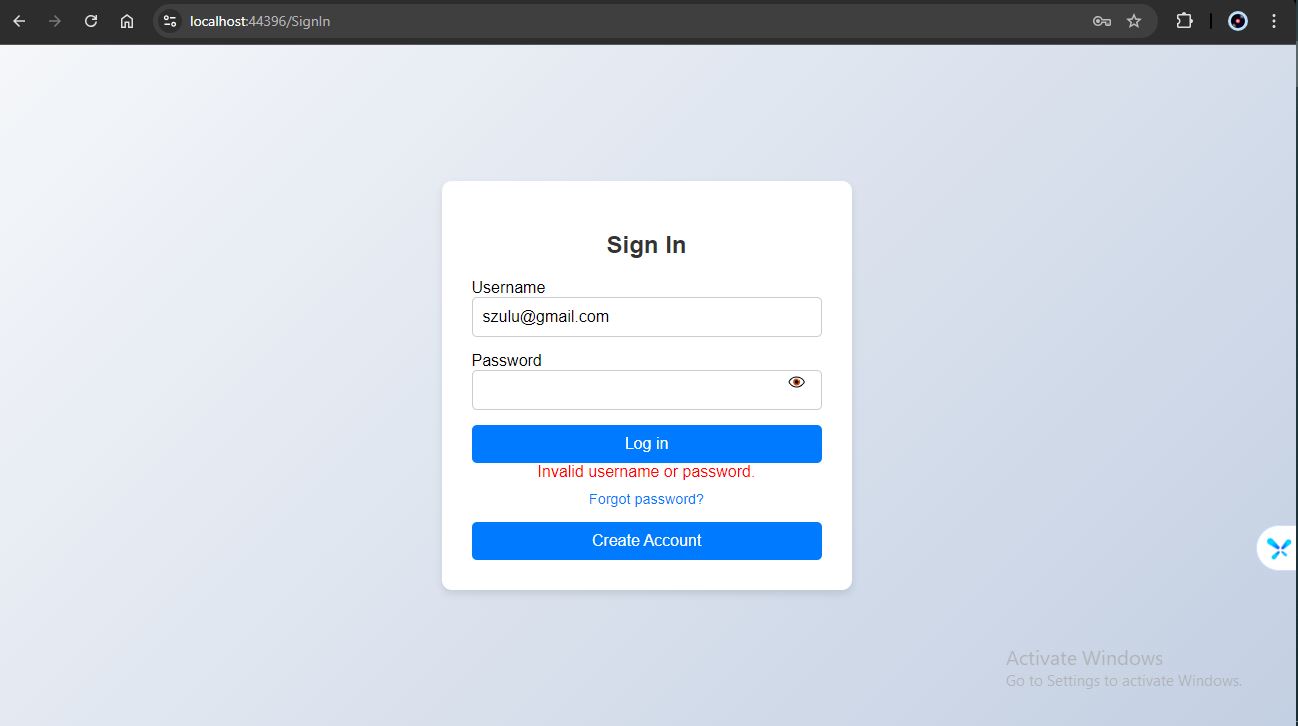 localhost:44396/SignIn
Sign In
Username
szulu@gmail.com
Password
Log in
Invalid username or password.
Forgot password?
Create Account
Activate Windows
Go to Settings to activate Windows.